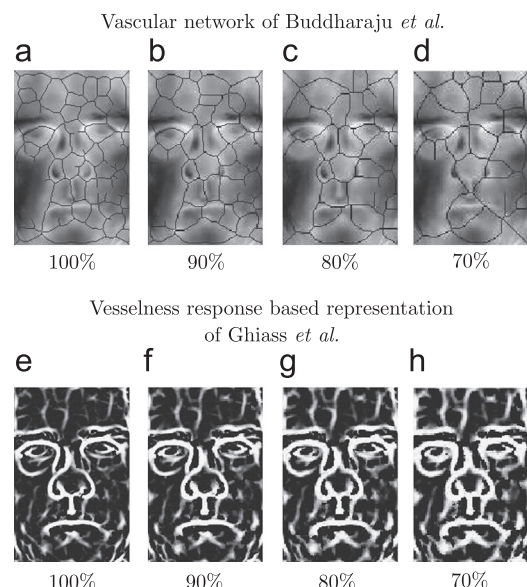 Vascular network of Buddharaju et al.
a b c d
100% 90% 80% 70%
Vesselness response based representation
of Ghiass et al.
e f g h
100% 90% 80% 70%